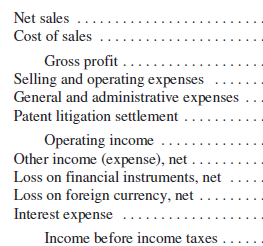 Net sales . . . . . . . . . . . . . . . . . . . . . . .
Cost of sales . . . . . . . . . . . . . . . . . . . .
Gross profit . . . . . . . . . . . . . . . . .
Selling and operating expenses . . . . . .
General and administrative expenses . . .
Patent litigation settlement . . . . . . . . . .
Operating income . . . . . . . . . . . . .
Other income (expense), net . . . . . . . . .
Loss on financial instruments, net . . . . .
Loss on foreign currency, net . . . . . . . .
Interest expense . . . . . . . . . . . . . . . . .
Income before income taxes . . . . .